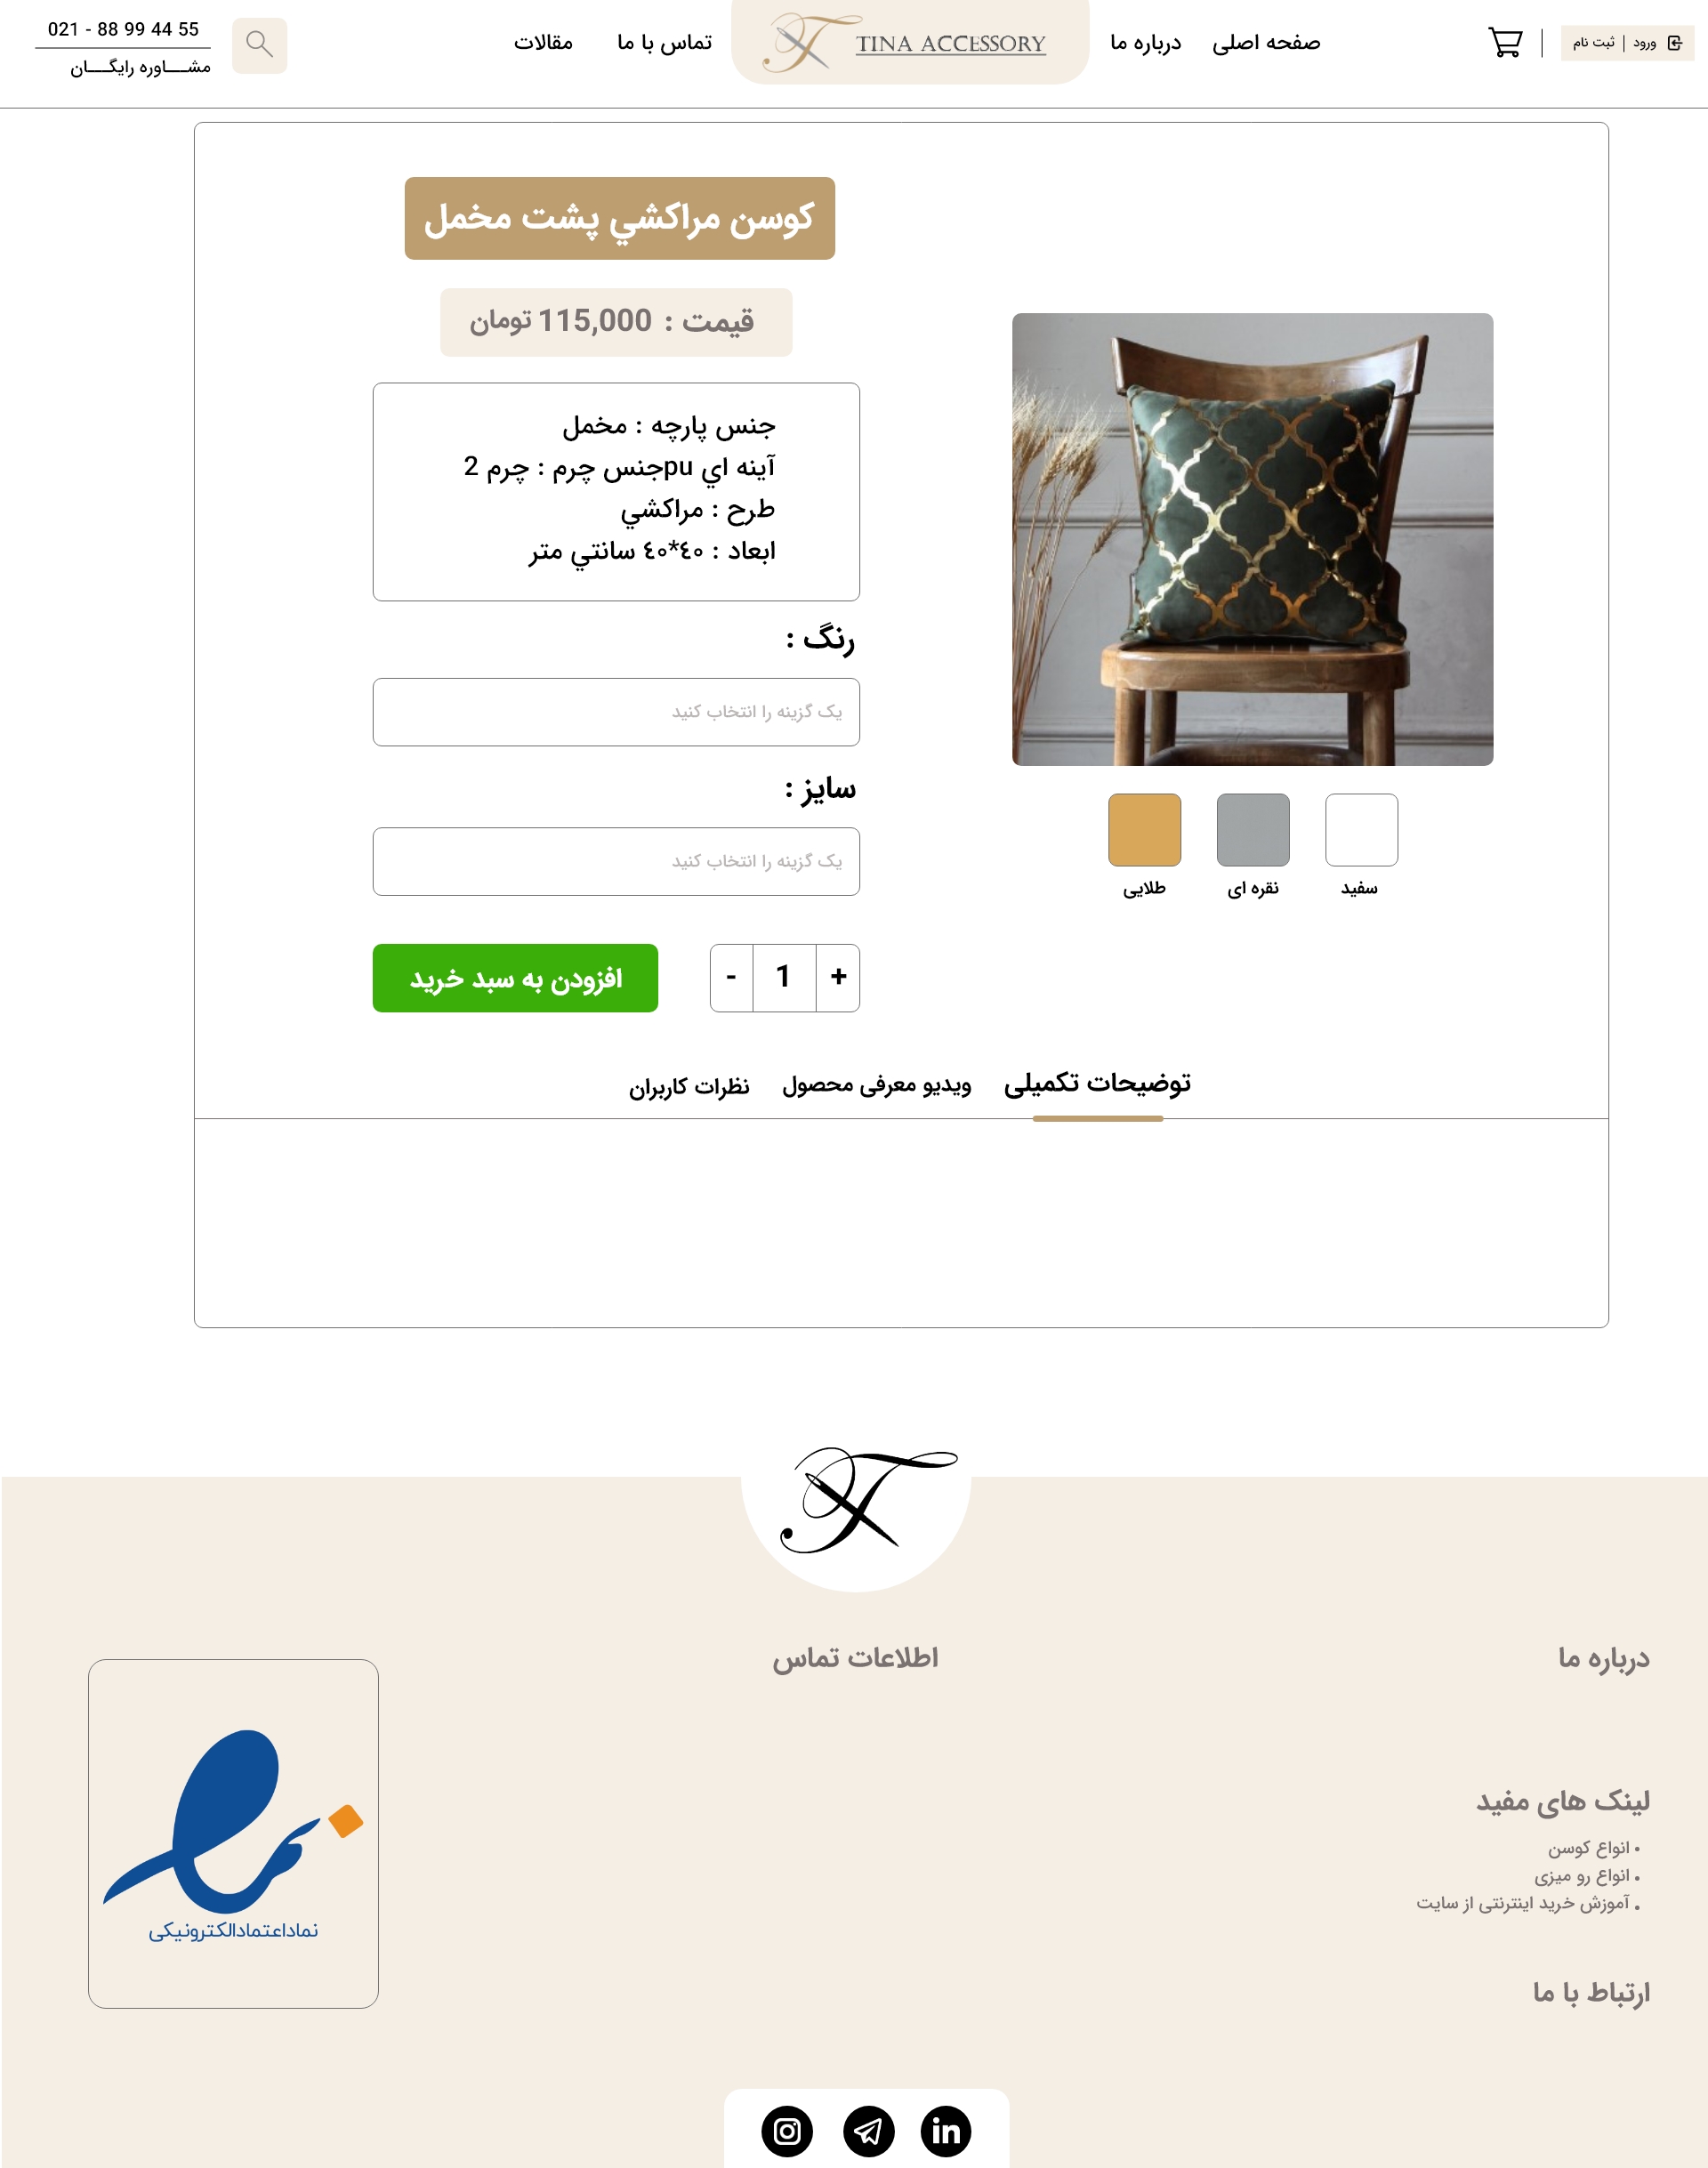 ورود | ثبت نام
صفحه اصلی
درباره ما
TINA ACCESSORY
تماس با ما
مقالات
021 - 88 99 44 55
مشـــاوره رایگـــان
كوسن مراكشي پشت مخمل
قیمت : 115,000 تومان
جنس پارچه : مخمل
آينه اي puجنس چرم : چرم 2
طرح : مراكشي
ابعاد : ٤٠*٤٠ سانتي متر
رنگ :
یک گزینه را انتخاب کنید
سایز :
یک گزینه را انتخاب کنید
سفید
نقره ای
طلایی
+ 1 -
افزودن به سبد خرید
توضیحات تکمیلی
ویدیو معرفی محصول
نظرات کاربران
درباره ما
اطلاعات تماس
لینک های مفید
• انواع کوسن
• انواع رو میزی
• آموزش خرید اینترنتی از سایت
نماداعتمادالکترونیکی
ارتباط با ما
in